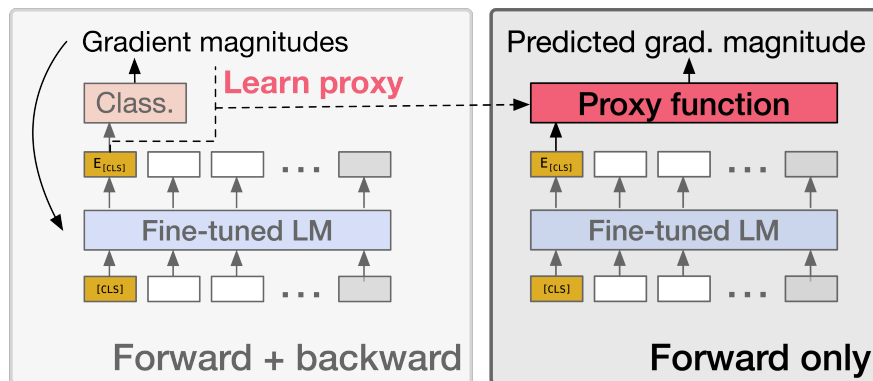 Gradient magnitudes
Learn proxy
Class.
E[CLS]
...
Fine-tuned LM
[CLS]
...
Forward + backward
Predicted grad. magnitude
Proxy function
E[CLS]
...
Fine-tuned LM
[CLS]
...
Forward only